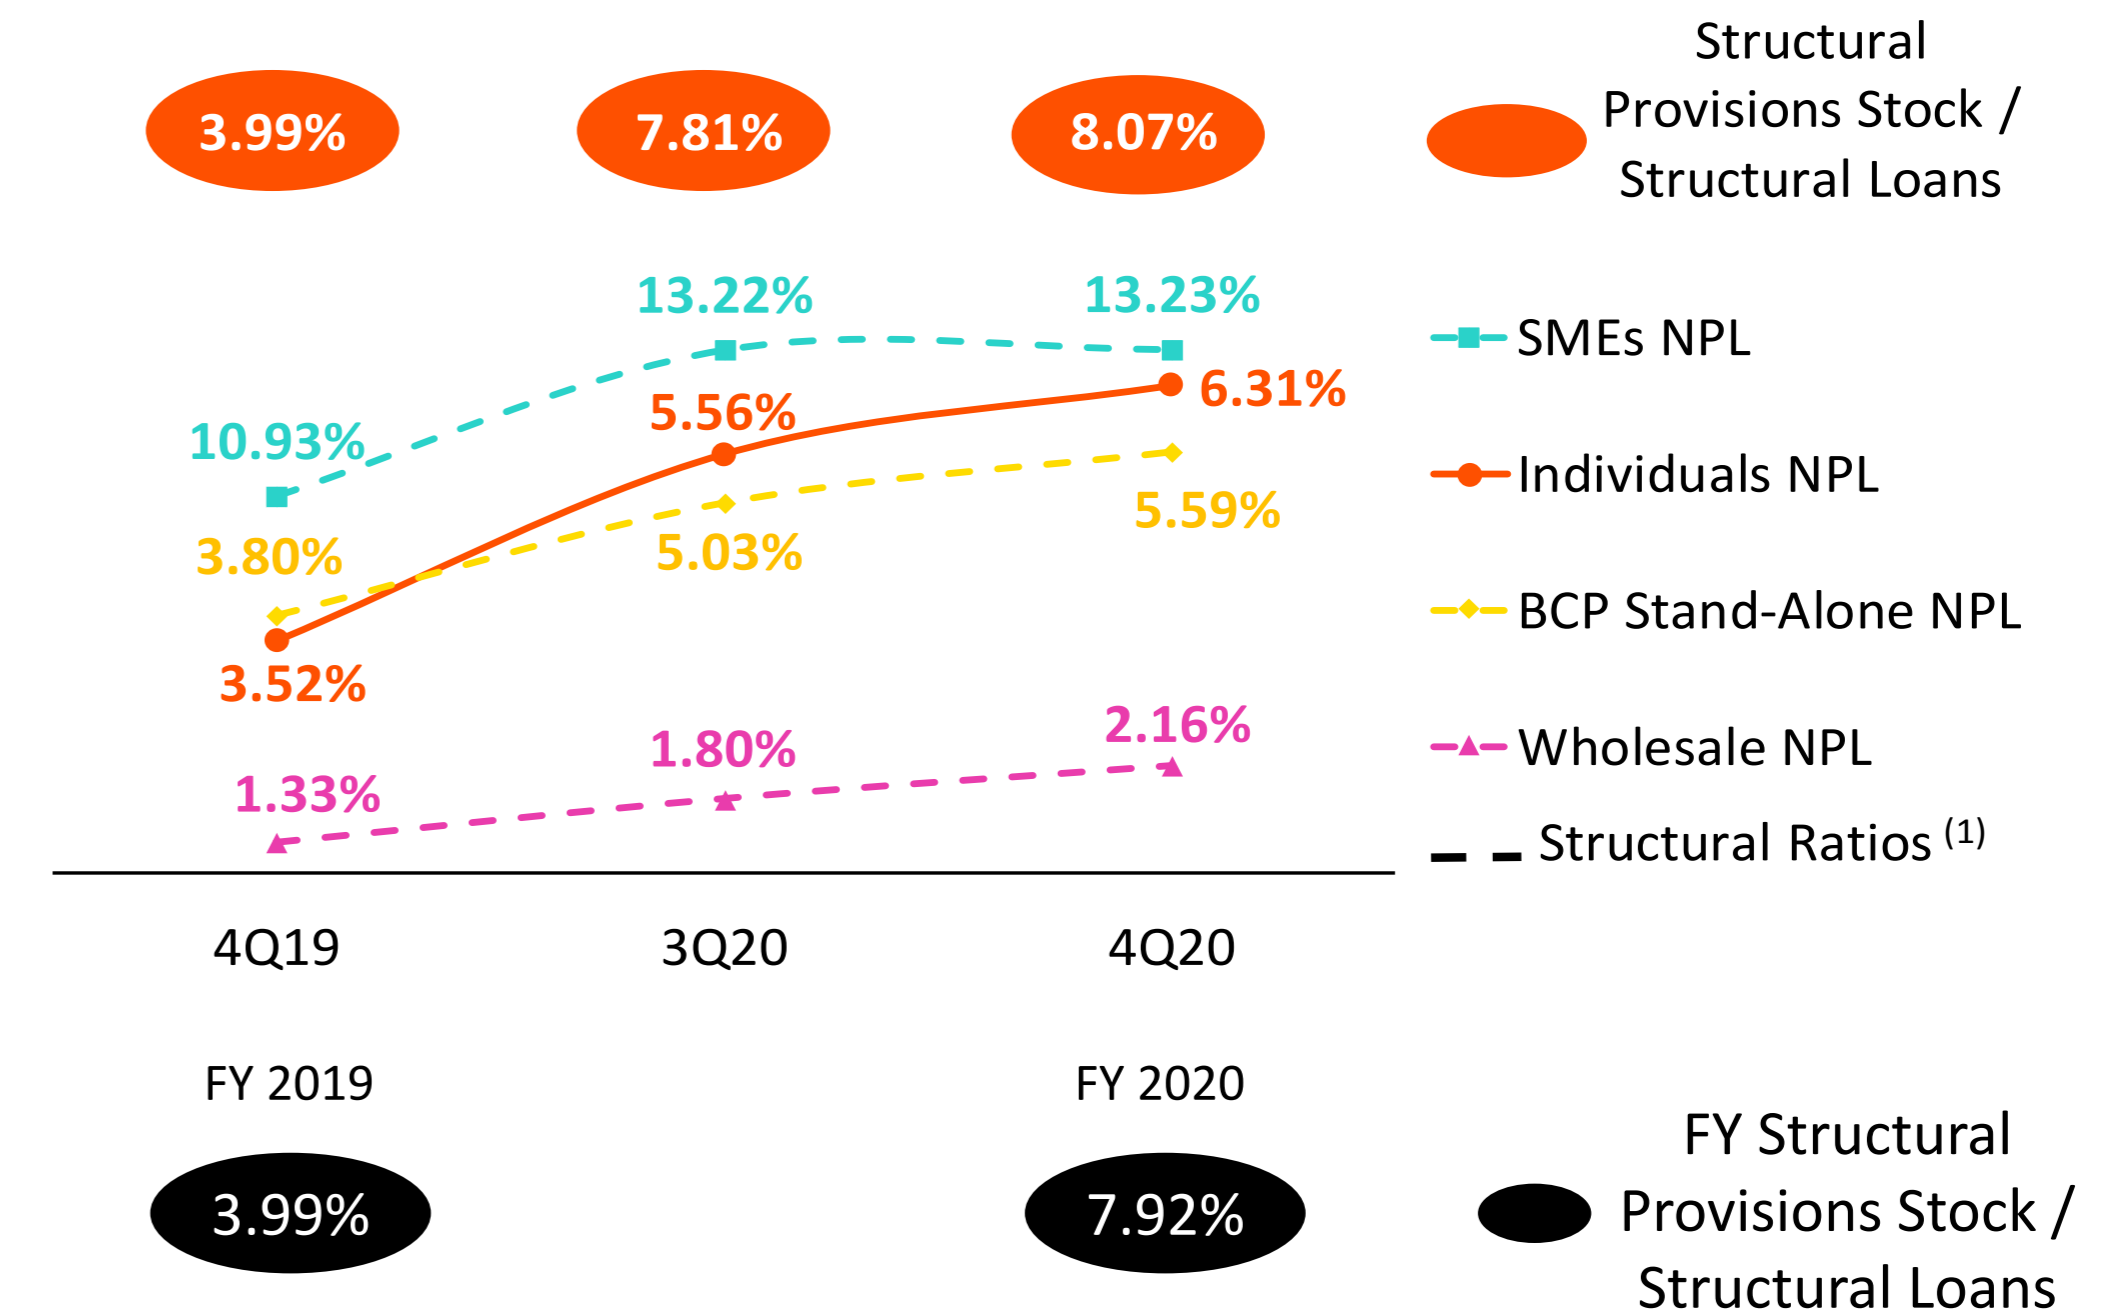 Structural
Provisions Stock /
Structural Loans
3.99%
7.81%
8.07%
13.22%
13.23%
SMEs NPL
5.56%
6.31%
10.93%
Individuals NPL
3.80%
5.03%
5.59%
BCP Stand-Alone NPL
3.52%
1.33%
1.80%
2.16%
Wholesale NPL
Structural Ratios (1)
4Q19
3Q20
4Q20
FY 2019
FY 2020
3.99%
7.92%
FY Structural
Provisions Stock /
Structural Loans